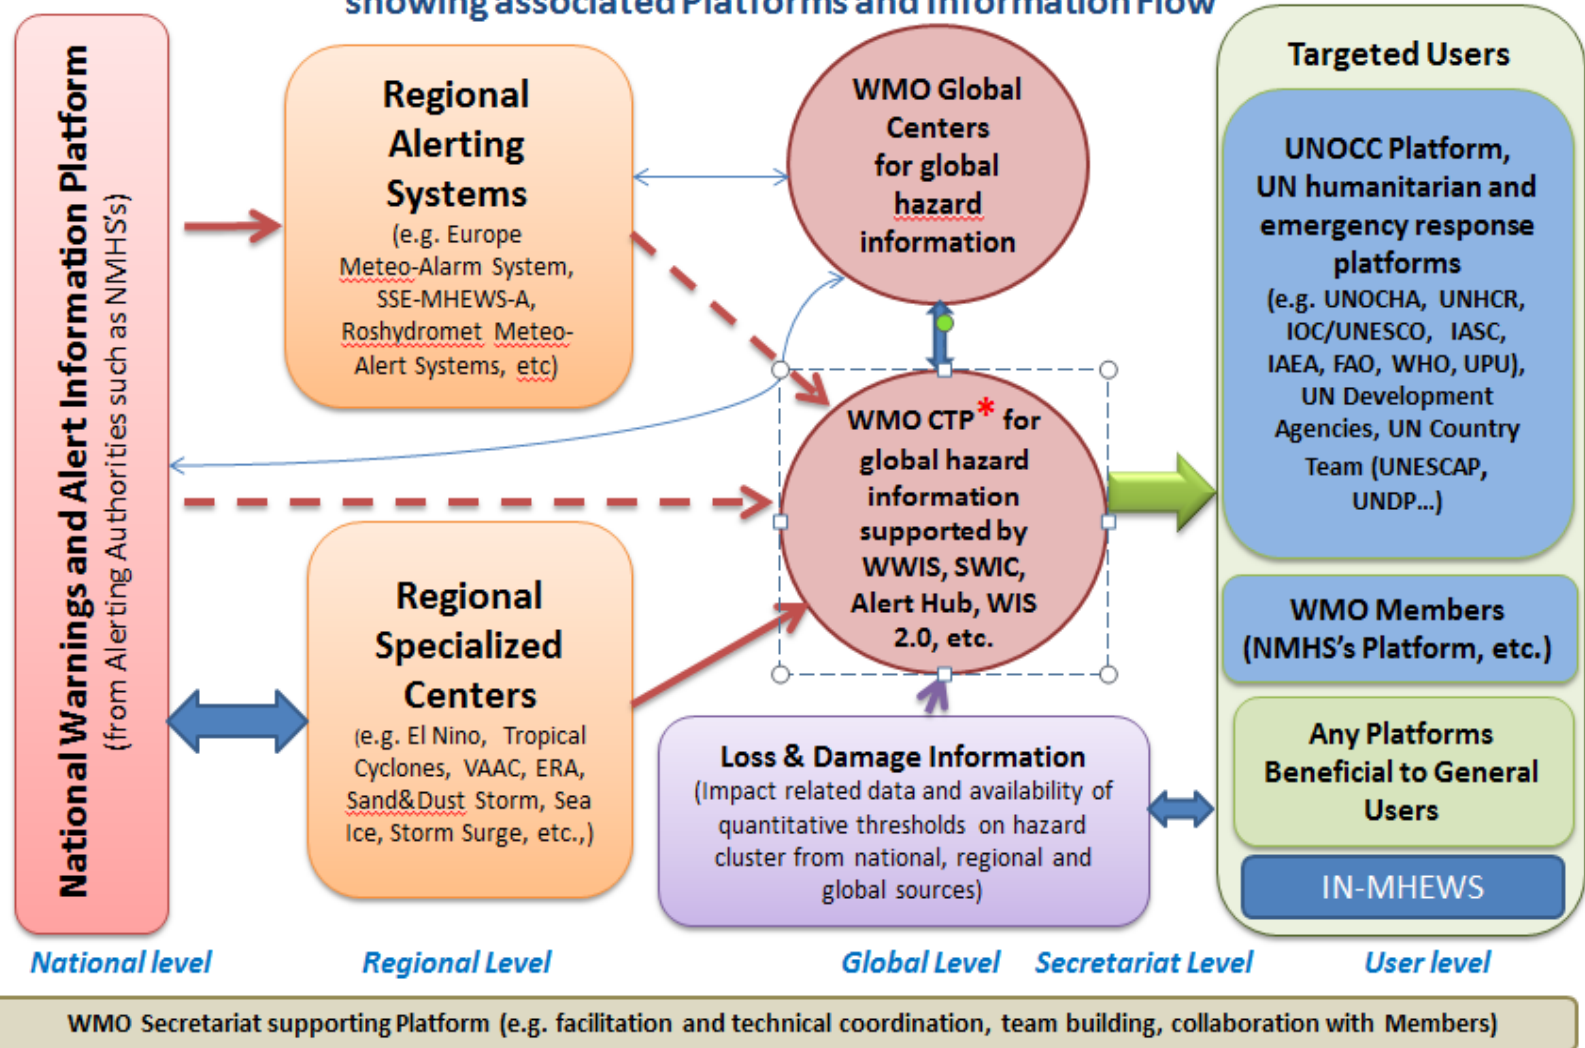 showing associated Platforms and Information Flow
National Warnings and Alert Information Platform
(from Alerting Authorities such as NMHS's)
Regional
Alerting
Systems
(e.g. Europe
Meteo-Alarm System,
SSE-MHEWS-A,
Roshydromet Meteo-
Alert Systems, etc)
WMO Global
Centers
for global
hazard
information
Targeted Users
UNOCC Platform,
UN humanitarian and
emergency response
platforms
(e.g. UNOCHA, UNHCR,
IOC/UNESCO, IASC,
IAEA, FAO, WHO, UPU),
UN Development
Agencies, UN Country
Team (UNESCAP,
UNDP...)
WMO CTP* for
global hazard
information
supported by
WWIS, SWIC,
Alert Hub, WIS
2.0, etc.
Regional
Specialized
Centers
(e.g. El Nino, Tropical
Cyclones, VAAC, ERA,
Sand&Dust Storm, Sea
Ice, Storm Surge, etc.,)
WMO Members
(NMHS's Platform, etc.)
Loss & Damage Information
(Impact related data and availability of
quantitative thresholds on hazard
cluster from national, regional and
global sources)
Any Platforms
Beneficial to General
Users
IN-MHEWS
National level
Regional Level
Global Level
Secretariat Level
User level
WMO Secretariat supporting Platform (e.g. facilitation and technical coordination, team building, collaboration with Members)